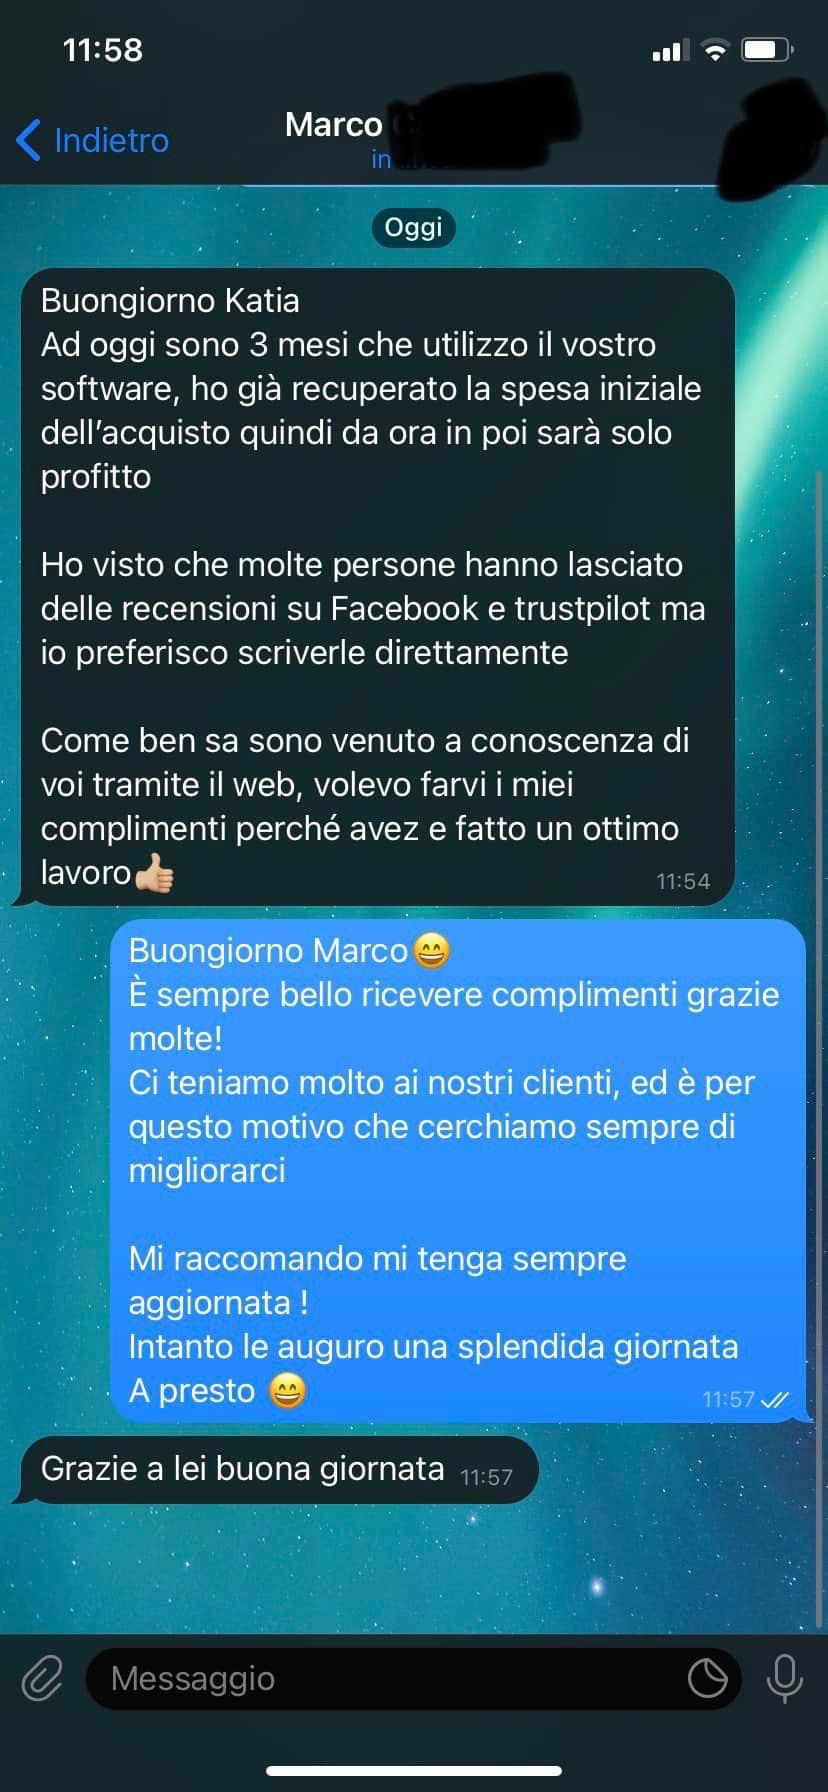 11:58
Indietro
Marco
in
Oggi
Buongiorno Katia
Ad oggi sono 3 mesi che utilizzo il vostro
software, ho già recuperato la spesa iniziale
dell’acquisto quindi da ora in poi sarà solo
profitto
Ho visto che molte persone hanno lasciato
delle recensioni su Facebook e trustpilot ma
io preferisco scriverle direttamente
Come ben sa sono venuto a conoscenza di
voi tramite il web, volevo farvi i miei
complimenti perché avez e fatto un ottimo
lavoro👍🏼
11:54
Buongiorno Marco😄
È sempre bello ricevere complimenti grazie
molte!
Ci teniamo molto ai nostri clienti, ed è per
questo motivo che cerchiamo sempre di
migliorarci
Mi raccomando mi tenga sempre
aggiornata !
Intanto le auguro una splendida giornata
A presto 😄
11:57
Grazie a lei buona giornata 11:57
Messaggio